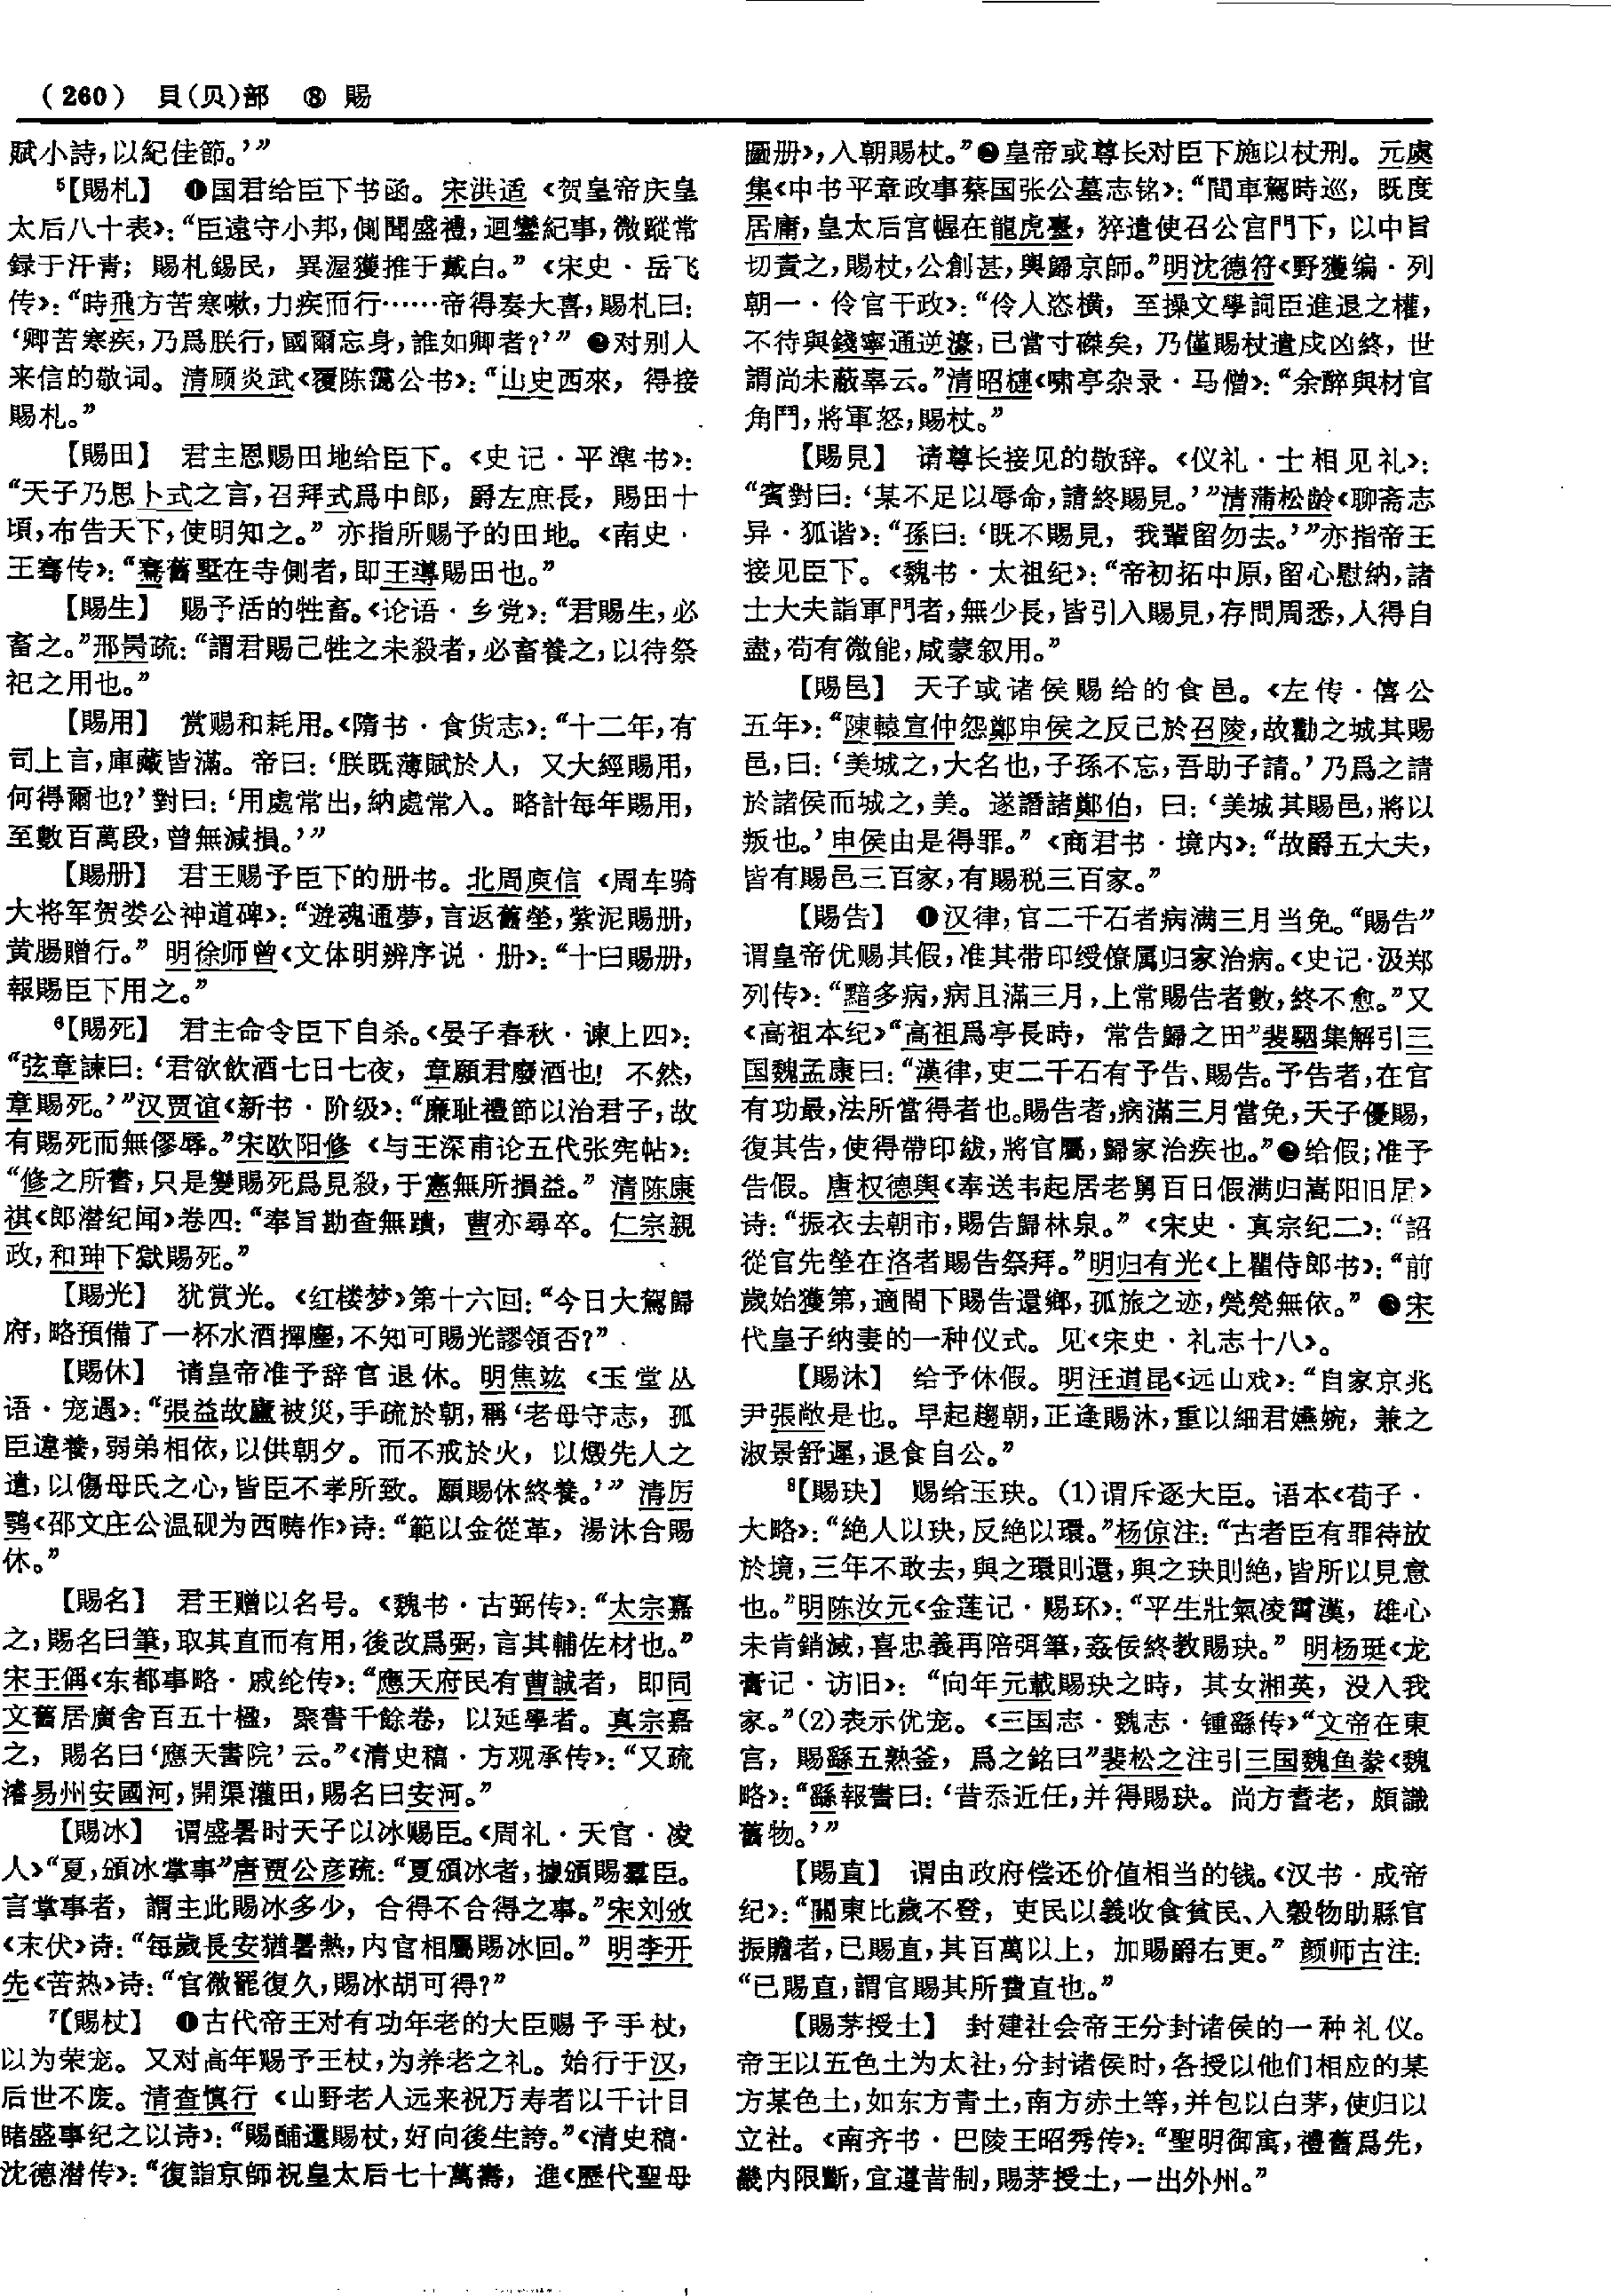 (260) 貝(贝)部 ⑧ 賜
賦小詩，以紀佳節。’”
⁵【賜札】 ❶国君给臣下书函。宋洪适《贺皇帝庆皇
太后八十表》：“臣遠守小邦，側聞盛禮，迴鑾紀事，微蹤常
録于汗青；賜札錫民，異渥獲推于戴白。”《宋史·岳飞
传》：“時飛方苦寒嗽，力疾而行……帝得奏大喜，賜札曰：
‘卿苦寒疾，乃爲朕行，國爾忘身，誰如卿者？’” ❷对别人
来信的敬词。清顾炎武《覆陈蔼公书》：“山史西來，得接
賜札。”
【賜田】 君主恩赐田地给臣下。《史记·平準书》：
“天子乃思卜式之言，召拜式爲中郎，爵左庶長，賜田十
頃，布告天下，使明知之。”亦指所赐予的田地。《南史·
王骞传》：“騫舊墅在寺側者，即王導賜田也。”
【賜生】 赐予活的牲畜。《论语·乡党》：“君賜生，必
畜之。”邢昺疏：“謂君賜己牲之未殺者，必畜養之，以待祭
祀之用也。”
【賜用】 赏赐和耗用。《隋书·食货志》：“十二年，有
司上言，庫藏皆滿。帝曰：‘朕既薄賦於人，又大經賜用，
何得爾也？’對曰：‘用處常出，納處常入。略計每年賜用，
至數百萬段，曾無減損。’”
【賜册】 君王赐予臣下的册书。北周庾信《周车骑
大将军贺娄公神道碑》：“遊魂通夢，言返舊塋，紫泥賜册，
黄腸贈行。”明徐师曾《文体明辨序说·册》：“十曰賜册，
報賜臣下用之。”
⁶【賜死】 君主命令臣下自杀。《晏子春秋·谏上四》：
“弦章諫曰：‘君欲飲酒七日七夜，章願君廢酒也！不然，
章賜死。’”汉贾谊《新书·阶级》：“廉耻禮節以治君子，故
有賜死而無僇辱。”宋欧阳修《与王深甫论五代张宪帖》：
“修之所書，只是變賜死爲見殺，于憲無所損益。”清陈康
祺《郎潜纪闻》卷四：“奉旨勘查無蹟，曹亦尋卒。仁宗親
政，和珅下獄賜死。”
【賜光】 犹赏光。《红楼梦》第十六回：“今日大駕歸
府，略預備了一杯水酒撣塵，不知可賜光謬領否？”
【賜休】 请皇帝准予辞官退休。明焦竑《玉堂丛
语·宠遇》：“張益故廬被災，手疏於朝，稱‘老母守志，孤
臣違養，弱弟相依，以供朝夕。而不戒於火，以燬先人之
遺，以傷母氏之心，皆臣不孝所致。願賜休終養。’”清厉
鹗《邵文庄公温砚为西畴作》诗：“範以金從革，湯沐合賜
休。”
【賜名】 君王赠以名号。《魏书·古弼传》：“太宗嘉
之，賜名曰筆，取其直而有用，後改爲弼，言其輔佐材也。”
宋王偁《东都事略·戚纶传》：“應天府民有曹誠者，即同
文舊居廣舍百五十楹，聚書千餘卷，以延學者。真宗嘉
之，賜名曰‘應天書院’云。”《清史稿·方观承传》：“又疏
濬易州安國河，開渠灌田，賜名曰安河。”
【賜冰】 谓盛暑时天子以冰赐臣。《周礼·天官·凌
人》“夏，頒冰掌事”唐贾公彦疏：“夏頒冰者，據頒賜羣臣。
言掌事者，謂主此賜冰多少，合得不合得之事。”宋刘攽
《末伏》诗：“每歲長安猶暑熱，内官相屬賜冰回。”明李开
先《苦热》诗：“官微罷復久，賜冰胡可得？”
⁷【賜杖】 ❶古代帝王对有功年老的大臣赐予手杖，
以为荣宠。又对高年赐予王杖，为养老之礼。始行于汉，
后世不废。清查慎行《山野老人远来祝万寿者以千计目
睹盛事纪之以诗》：“賜酺還賜杖，好向後生誇。”《清史稿·
沈德潜传》：“復詣京師祝皇太后七十萬壽，進《歷代聖母
圖册》，入朝賜杖。”❷皇帝或尊长对臣下施以杖刑。元虞
集《中书平章政事蔡国张公墓志铭》：“間車駕時巡，既度
居庸，皇太后宫幄在龍虎臺，猝遣使召公宫門下，以中旨
切責之，賜杖，公創甚，輿歸京師。”明沈德符《野獲编·列
朝一·伶官干政》：“伶人恣横，至操文學詞臣進退之權，
不待與錢寧通逆濠，已當寸磔矣，乃僅賜杖遣戍凶終，世
謂尚未蔽辜云。”清昭槤《啸亭杂录·马僧》：“余醉與材官
角鬥，將軍怒，賜杖。”
【賜見】 请尊长接见的敬辞。《仪礼·士相见礼》：
“賓對曰：‘某不足以辱命，請終賜見。’”清蒲松龄《聊斋志
异·狐谐》：“孫曰：‘既不賜見，我輩留勿去。’”亦指帝王
接见臣下。《魏书·太祖纪》：“帝初拓中原，留心慰納，諸
士大夫詣軍門者，無少長，皆引入賜見，存問周悉，人得自
盡，苟有微能，咸蒙叙用。”
【賜邑】 天子或诸侯赐给的食邑。《左传·僖公
五年》：“陳轅宣仲怨鄭申侯之反己於召陵，故勸之城其賜
邑，曰：‘美城之，大名也，子孫不忘，吾助子請。’乃爲之請
於諸侯而城之，美。遂譖諸鄭伯，曰：‘美城其賜邑，將以
叛也。’申侯由是得罪。”《商君书·境内》：“故爵五大夫，
皆有賜邑三百家，有賜税三百家。”
【賜告】 ❶汉律，官二千石者病满三月当免。“賜告”
谓皇帝优赐其假，准其带印绶僚属归家治病。《史记·汲郑
列传》：“黯多病，病且滿三月，上常賜告者數，終不愈。”又
《高祖本纪》“高祖爲亭長時，常告歸之田”裴駰集解引三
国魏孟康曰：“漢律，吏二千石有予告、賜告。予告者，在官
有功最，法所當得者也。賜告者，病滿三月當免，天子優賜，
復其告，使得帶印紱，將官屬，歸家治疾也。”❷给假；准予
告假。唐权德舆《奉送韦起居老舅百日假满归嵩阳旧居》
诗：“振衣去朝市，賜告歸林泉。”《宋史·真宗纪二》：“詔
從官先塋在洛者賜告祭拜。”明归有光《上瞿侍郎书》：“前
歲始獲第，適閣下賜告還鄉，孤旅之迹，煢煢無依。” ❸宋
代皇子纳妻的一种仪式。见《宋史·礼志十八》。
【賜沐】 给予休假。明汪道昆《远山戏》：“自家京兆
尹張敞是也。早起趨朝，正逢賜沐，重以細君嬿婉，兼之
淑景舒遲，退食自公。”
⁸【賜玦】 赐给玉玦。(1)谓斥逐大臣。语本《荀子·
大略》：“絶人以玦，反絶以環。”杨倞注：“古者臣有罪待放
於境，三年不敢去，與之環則還，與之玦則絶，皆所以見意
也。”明陈汝元《金莲记·赐环》：“平生壯氣凌霄漢，雄心
未肯銷滅，喜忠義再陪弭筆，姦佞終教賜玦。”明杨珽《龙
膏记·访旧》：“向年元載賜玦之時，其女湘英，没入我
家。”(2)表示优宠。《三国志·魏志·锺繇传》“文帝在東
宫，賜繇五熟釜，爲之銘曰”裴松之注引三国魏鱼豢《魏
略》：“繇報書曰：‘昔忝近任，并得賜玦。尚方耆老，頗識
舊物。’”
【賜直】 谓由政府偿还价值相当的钱。《汉书·成帝
纪》：“關東比歲不登，吏民以義收食貧民、入穀物助縣官
振贍者，已賜直，其百萬以上，加賜爵右更。”颜师古注：
“已賜直，謂官賜其所費直也。”
【賜茅授土】 封建社会帝王分封诸侯的一种礼仪。
帝王以五色土为太社，分封诸侯时，各授以他们相应的某
方某色土，如东方青土，南方赤土等，并包以白茅，使归以
立社。《南齐书·巴陵王昭秀传》：“聖明御寓，禮舊爲先，
畿内限斷，宜遵昔制，賜茅授土，一出外州。”